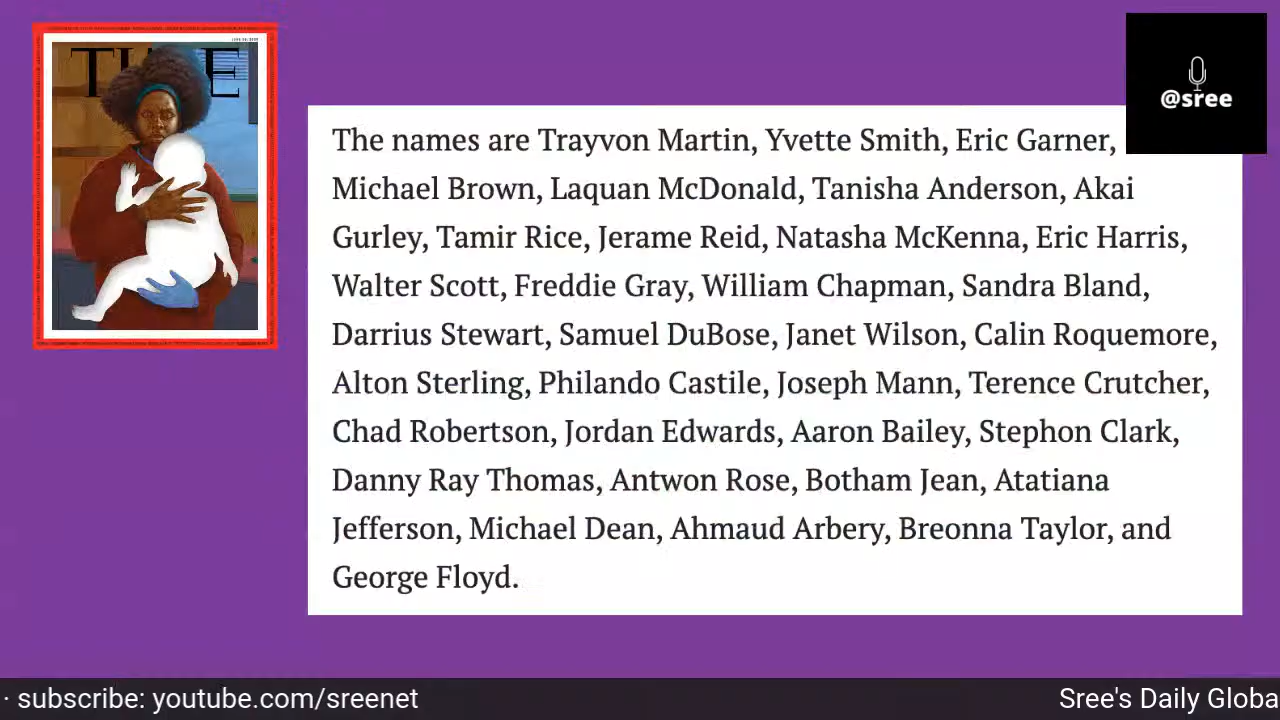 TIME
@sree
The names are Trayvon Martin, Yvette Smith, Eric Garner,
Michael Brown, Laquan McDonald, Tanisha Anderson, Akai
Gurley, Tamir Rice, Jerame Reid, Natasha McKenna, Eric Harris,
Walter Scott, Freddie Gray, William Chapman, Sandra Bland,
Darrius Stewart, Samuel DuBose, Janet Wilson, Calin Roquemore,
Alton Sterling, Philando Castile, Joseph Mann, Terence Crutcher,
Chad Robertson, Jordan Edwards, Aaron Bailey, Stephon Clark,
Danny Ray Thomas, Antwon Rose, Botham Jean, Atatiana
Jefferson, Michael Dean, Ahmaud Arbery, Breonna Taylor, and
George Floyd.
· subscribe: youtube.com/sreenet
Sree's Daily Globa